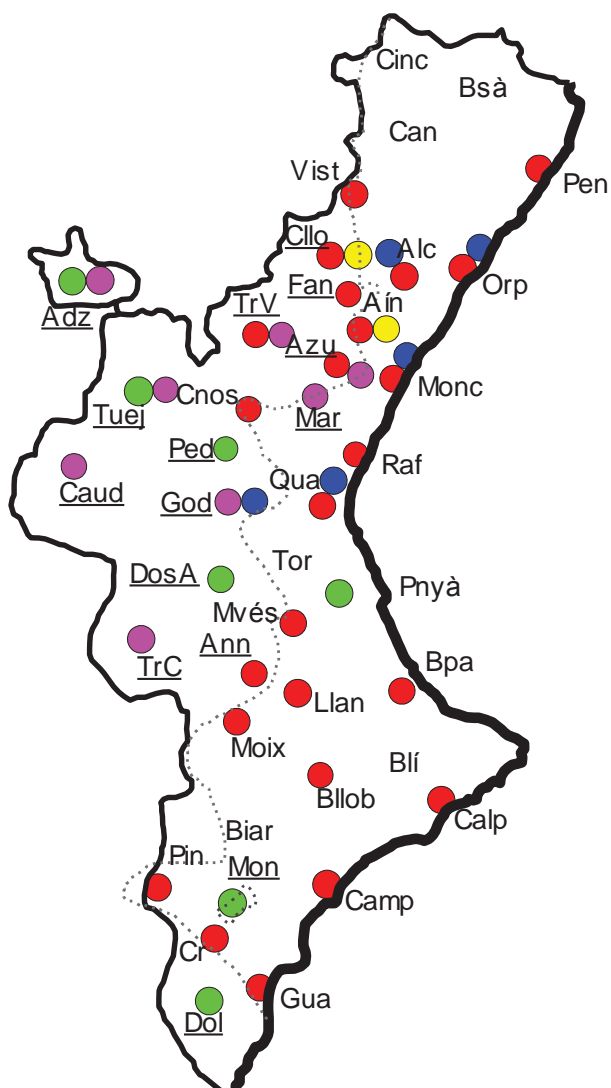 Cinc
Bsà
Can
Vist
Pen
Cllo
Alc
Orp
Fan
Adz
TrV
Aín
Azu
Monc
Cnos
Tuej
Mar
Ped
Raf
Qua
Caud
God
Tor
DosA
Pnyà
Mvés
Ann
TrC
Bpa
Llan
Moix
Blí
Bllob
Calp
Biar
Pin
Mon
Camp
Cr
Gua
Dol